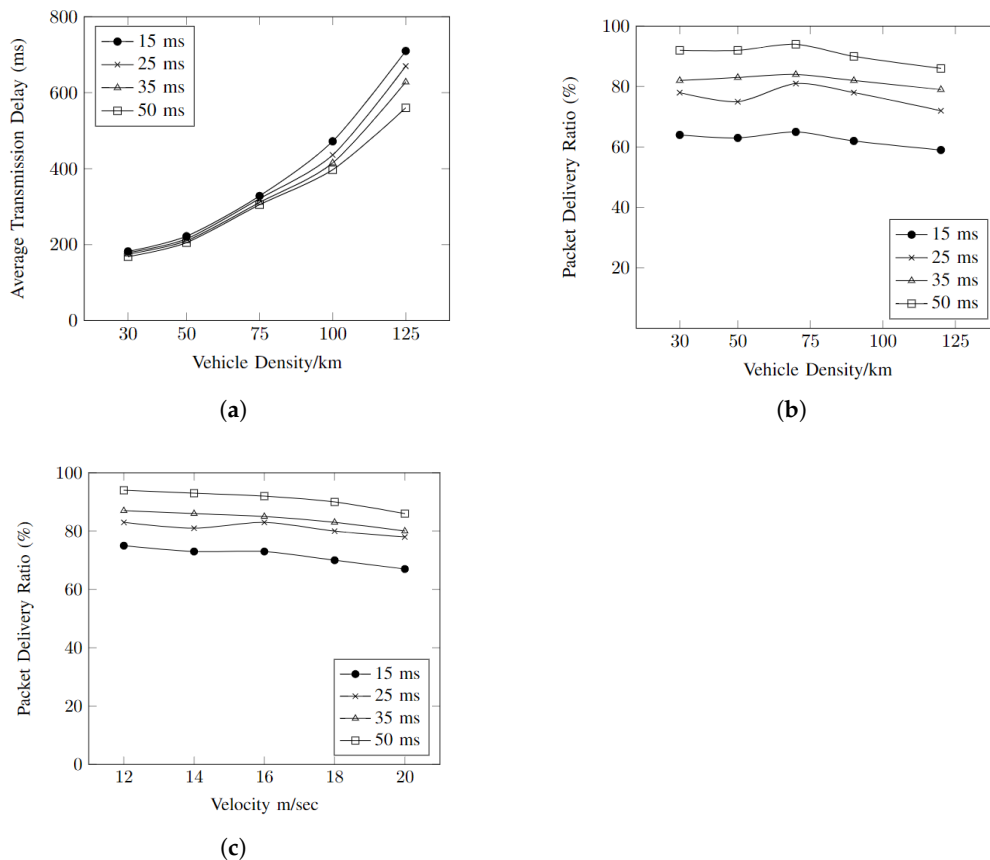 800
600
400
200
0
Average Transmission Delay (ms)
15 ms
25 ms
35 ms
50 ms
30 50 75 100 125
Vehicle Density/km
(a)
100
80
60
40
20
Packet Delivery Ratio (%)
15 ms
25 ms
35 ms
50 ms
30 50 75 100 125
Vehicle Density/km
(b)
100
80
60
40
20
0
Packet Delivery Ratio (%)
15 ms
25 ms
35 ms
50 ms
12 14 16 18 20
Velocity m/sec
(c)